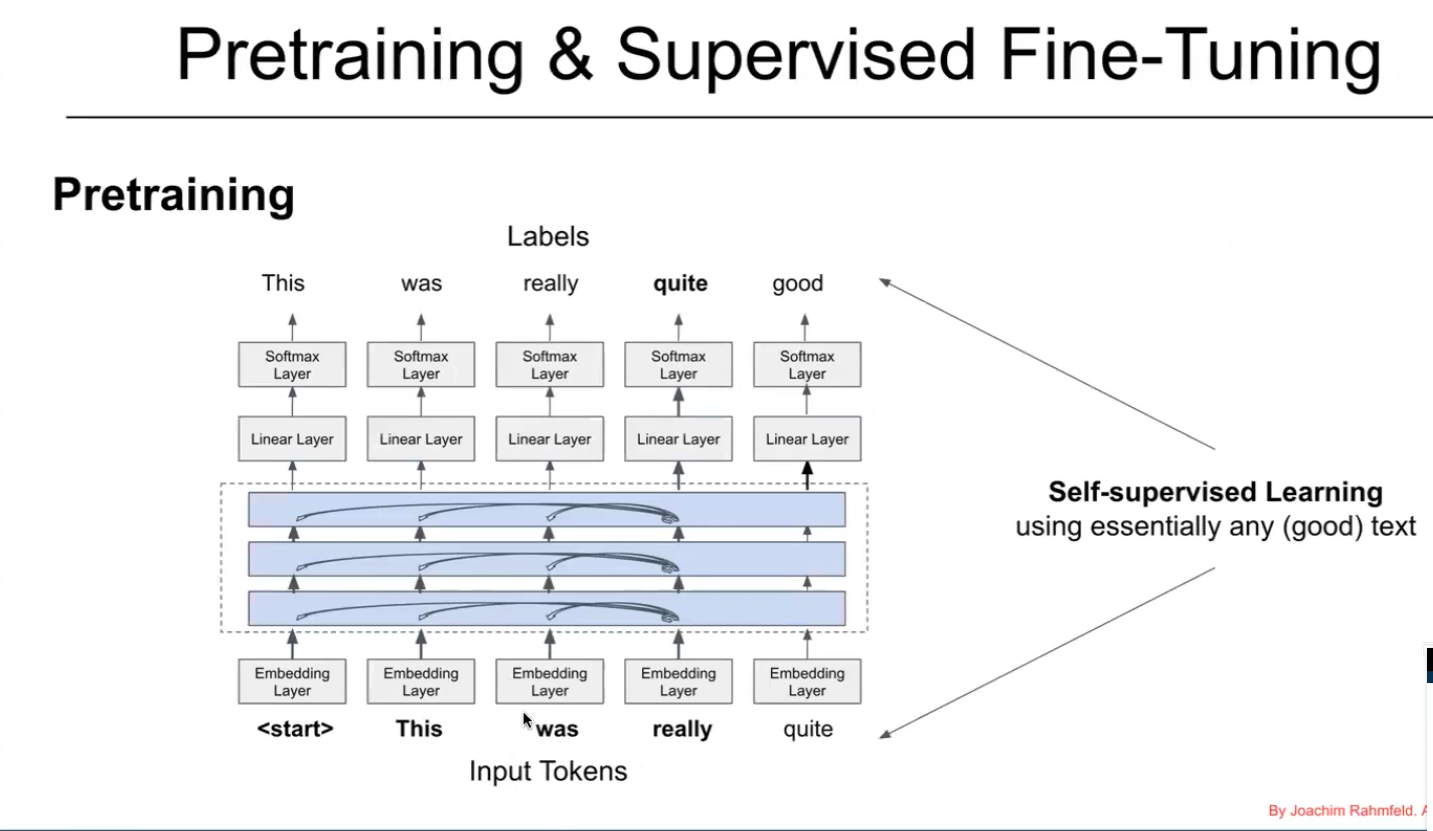 Pretraining & Supervised Fine-Tuning
Pretraining
Labels
This was really quite good
Softmax Layer Softmax Layer Softmax Layer Softmax Layer Softmax Layer
Linear Layer Linear Layer Linear Layer Linear Layer Linear Layer
Self-supervised Learning
using essentially any (good) text
Embedding Layer Embedding Layer Embedding Layer Embedding Layer Embedding Layer
<start> This was really quite
Input Tokens
By Joachim Rahmfeld.